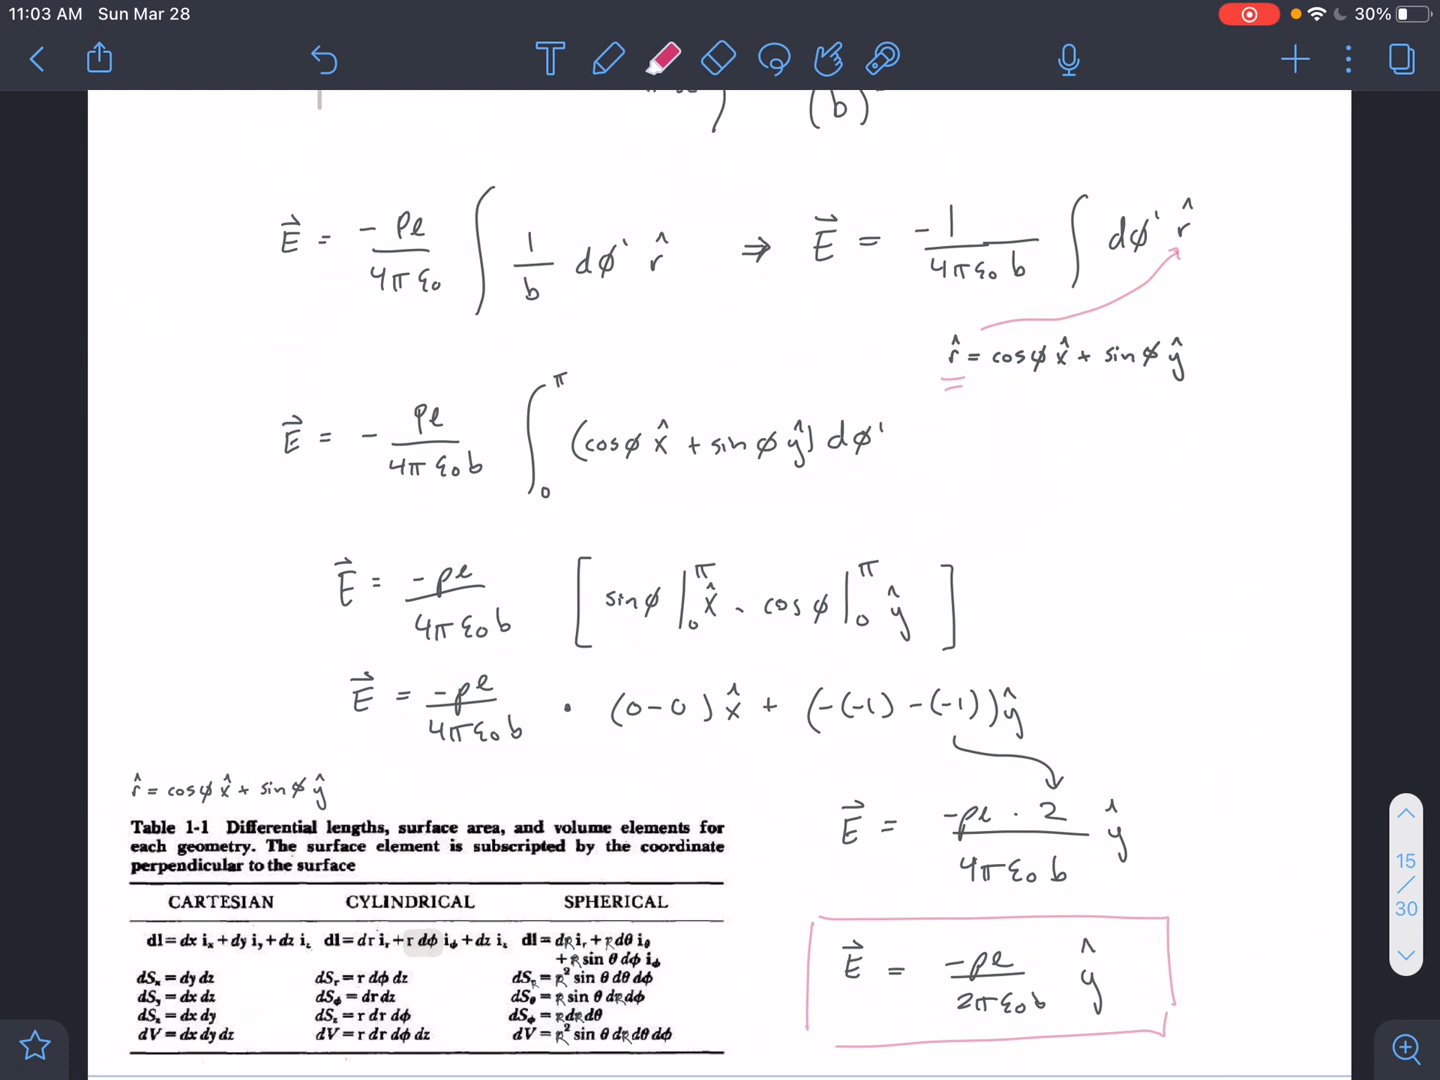 11:03 AM Sun Mar 28
30%
T
(b)
E⃗ = -ρℓ/4πε₀ ∫ 1/b dφ' r̂ ⇒ E⃗ = -1/4πε₀ b ∫ dφ' r̂
r̂ = cosφ x̂ + sinφ ŷ
E⃗ = - ρℓ/4πε₀b ∫₀^π (cosφ x̂ + sinφ ŷ) dφ'
E⃗ = -ρℓ/4πε₀b [ sinφ |₀^π x̂ - cosφ |₀^π ŷ ]
E⃗ = -ρℓ/4πε₀b · (0-0) x̂ + (-(-1) -(-1)) ŷ
r̂ = cosφ x̂ + sinφ ŷ
E⃗ = -ρℓ · 2/4πε₀b ŷ
E⃗ = -ρℓ/2πε₀b ŷ
Table 1-1 Differential lengths, surface area, and volume elements for
each geometry. The surface element is subscripted by the coordinate
perpendicular to the surface
CARTESIAN CYLINDRICAL SPHERICAL
dl=dx iₓ+dy i_y+dz i_z dl=dr i_r+r dφ i_φ+dz i_z dl=dR i_r+R dθ i_θ
+R sin θ dφ i_φ
dSₓ=dy dz dS_r=r dφ dz dS_R=R² sin θ dθ dφ
dS_y=dx dz dS_φ=dr dz dS_θ=R sin θ dR dφ
dS_z=dx dy dS_z=r dr dφ dS_φ=R dR dθ
dV=dx dy dz dV=r dr dφ dz dV=R² sin θ dR dθ dφ
15
/
30